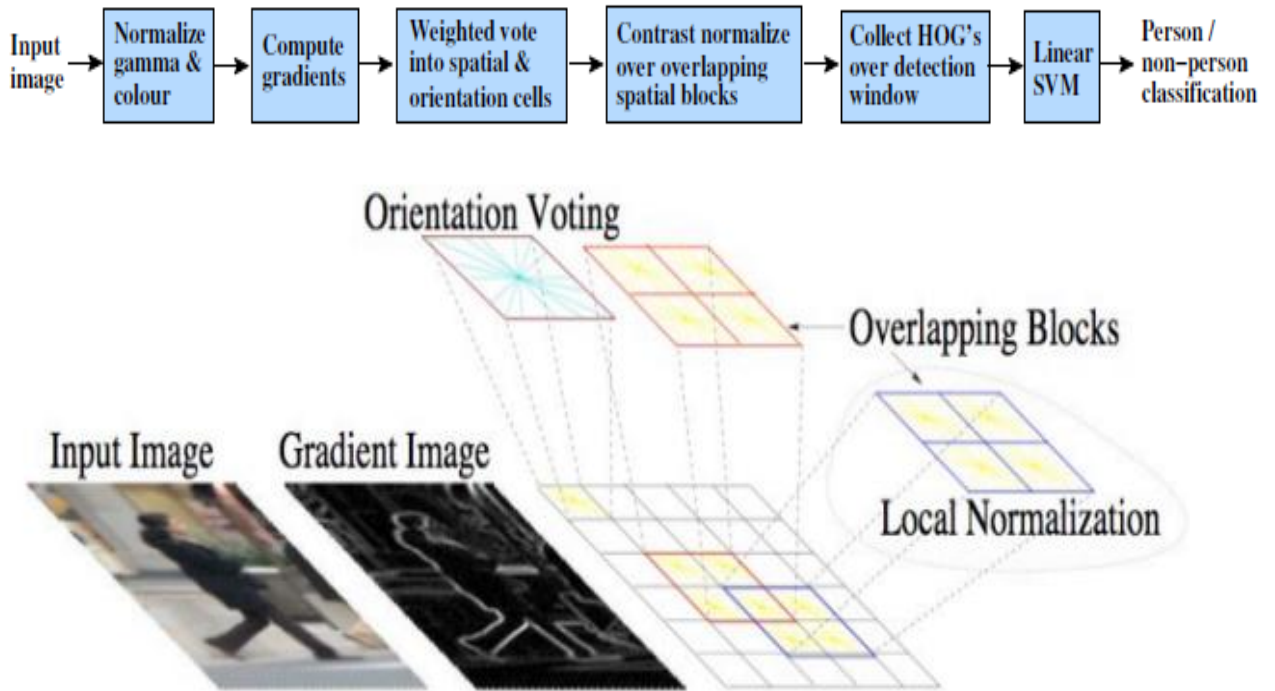 Input
image
Normalize
gamma &
colour
Compute
gradients
Weighted vote
into spatial &
orientation cells
Contrast normalize
over overlapping
spatial blocks
Collect HOG's
over detection
window
Linear
SVM
Person /
non-person
classification
Orientation Voting
Overlapping Blocks
Input Image
Gradient Image
Local Normalization